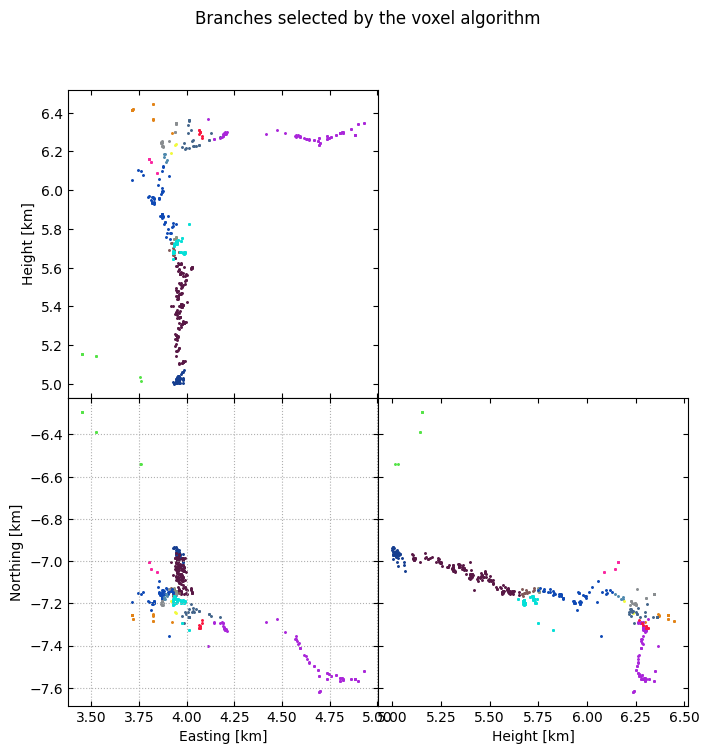 Branches selected by the voxel algorithm
6.4
6.2
6.0
5.8
5.6
5.4
5.2
5.0
Height [km]
−6.4
−6.6
−6.8
−7.0
−7.2
−7.4
−7.6
Northing [km]
3.50 3.75 4.00 4.25 4.50 4.75 5.00
5.00 5.25 5.50 5.75 6.00 6.25 6.50
Easting [km] Height [km]